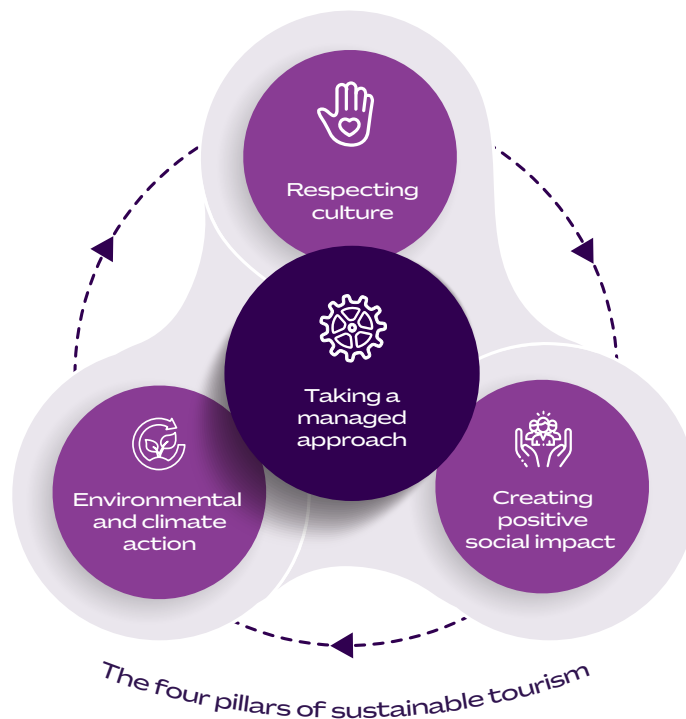 Respecting
culture
Taking a
managed
approach
Environmental
and climate
action
Creating
positive
social impact
The four pillars of sustainable tourism